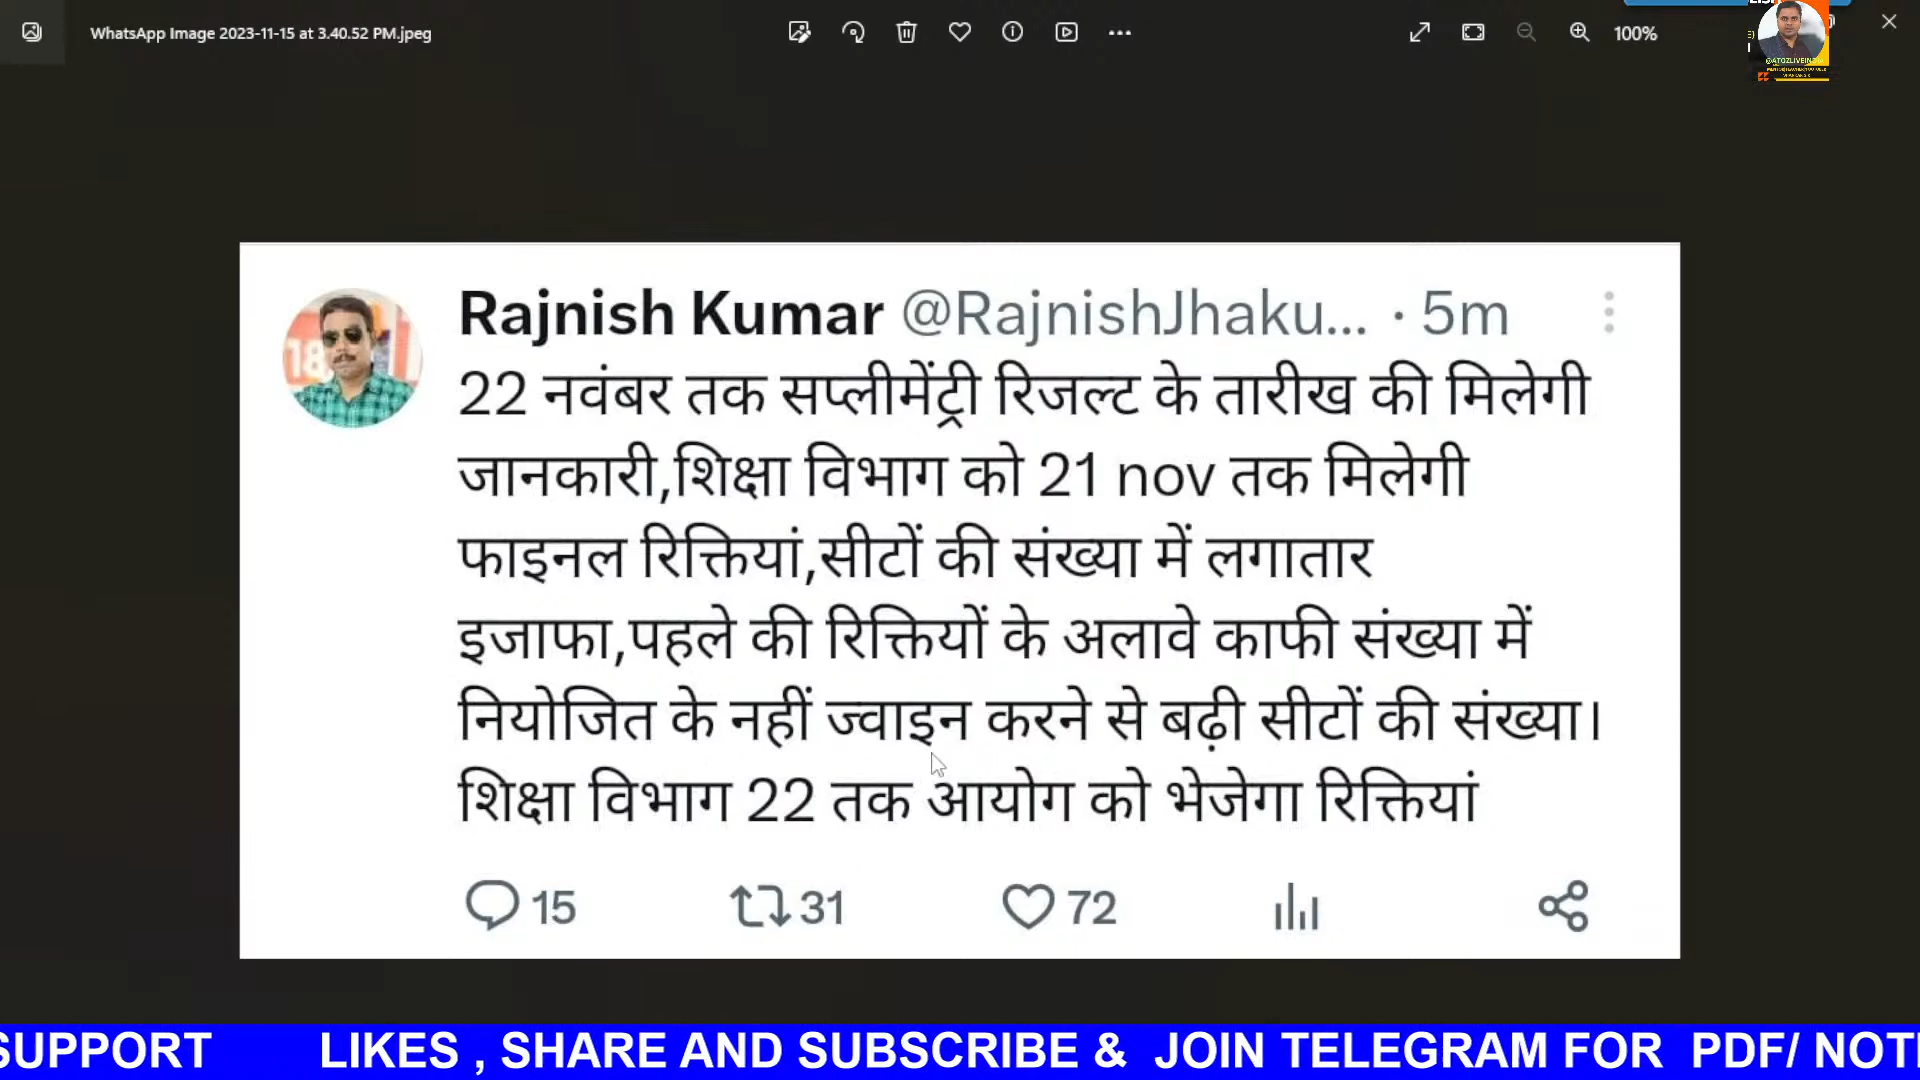 WhatsApp Image 2023-11-15 at 3.40.52 PM.jpeg
100%
@ATOZLIVEIN
Rajnish Kumar @RajnishJhaku... · 5m
22 नवंबर तक सप्लीमेंट्री रिजल्ट के तारीख की मिलेगी
जानकारी,शिक्षा विभाग को 21 nov तक मिलेगी
फाइनल रिक्तियां,सीटों की संख्या में लगातार
इजाफा,पहले की रिक्तियों के अलावे काफी संख्या में
नियोजित के नहीं ज्वाइन करने से बढ़ी सीटों की संख्या।
शिक्षा विभाग 22 तक आयोग को भेजेगा रिक्तियां
15 31 72
SUPPORT LIKES , SHARE AND SUBSCRIBE & JOIN TELEGRAM FOR PDF/ NOT